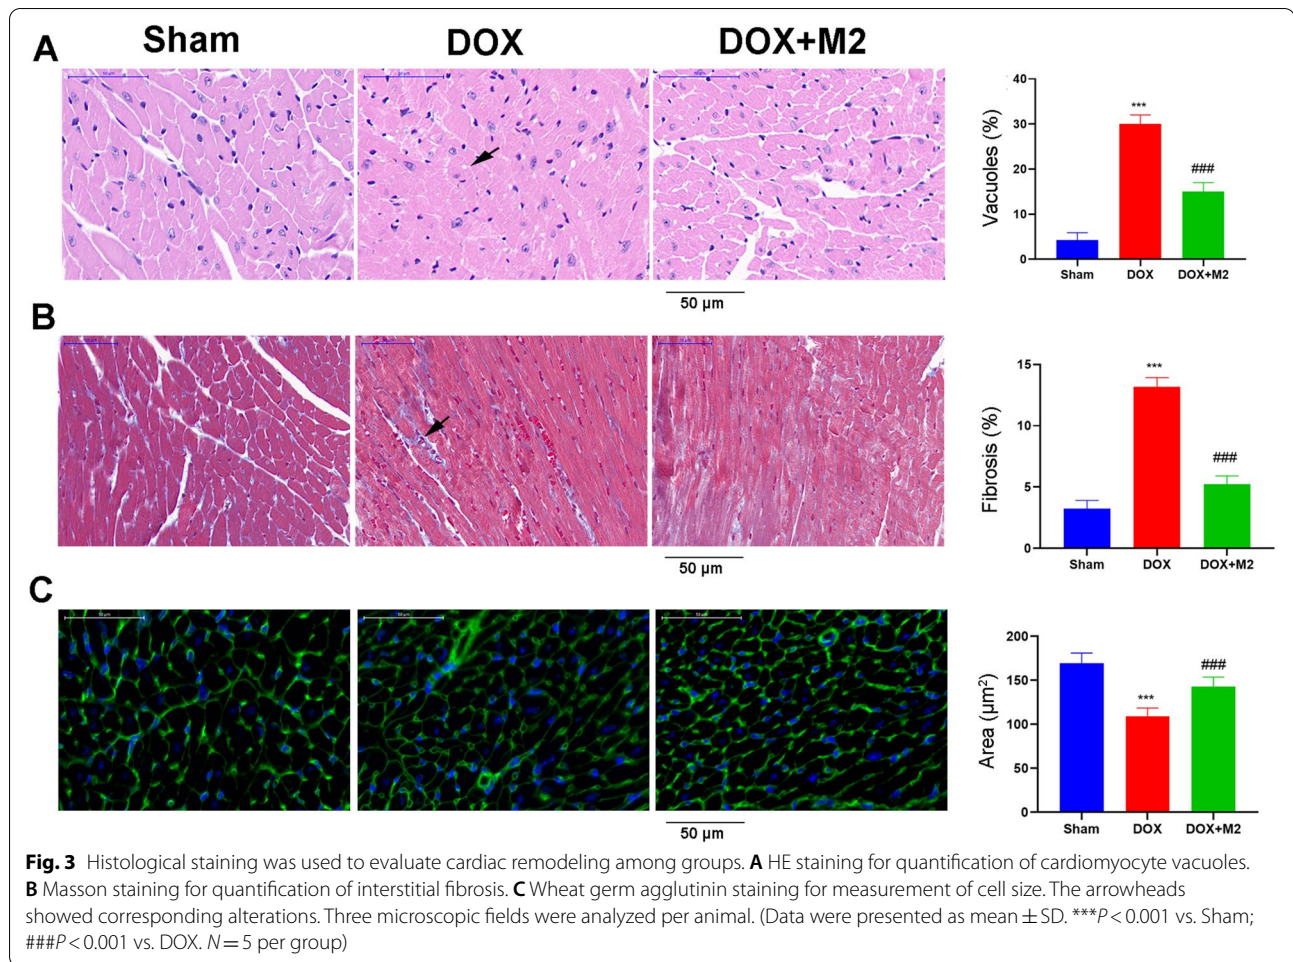 Sham DOX DOX+M2
A
50 µm
Vacuoles (%)
40
30
20
10
0
***
###
Sham DOX DOX+M2
B
50 µm
Fibrosis (%)
15
10
5
0
***
###
Sham DOX DOX+M2
C
50 µm
Area (µm²)
200
150
100
50
0
***
###
Sham DOX DOX+M2
Fig. 3 Histological staining was used to evaluate cardiac remodeling among groups. A HE staining for quantification of cardiomyocyte vacuoles.
B Masson staining for quantification of interstitial fibrosis. C Wheat germ agglutinin staining for measurement of cell size. The arrowheads
showed corresponding alterations. Three microscopic fields were analyzed per animal. (Data were presented as mean ± SD. ***P < 0.001 vs. Sham;
###P < 0.001 vs. DOX. N = 5 per group)